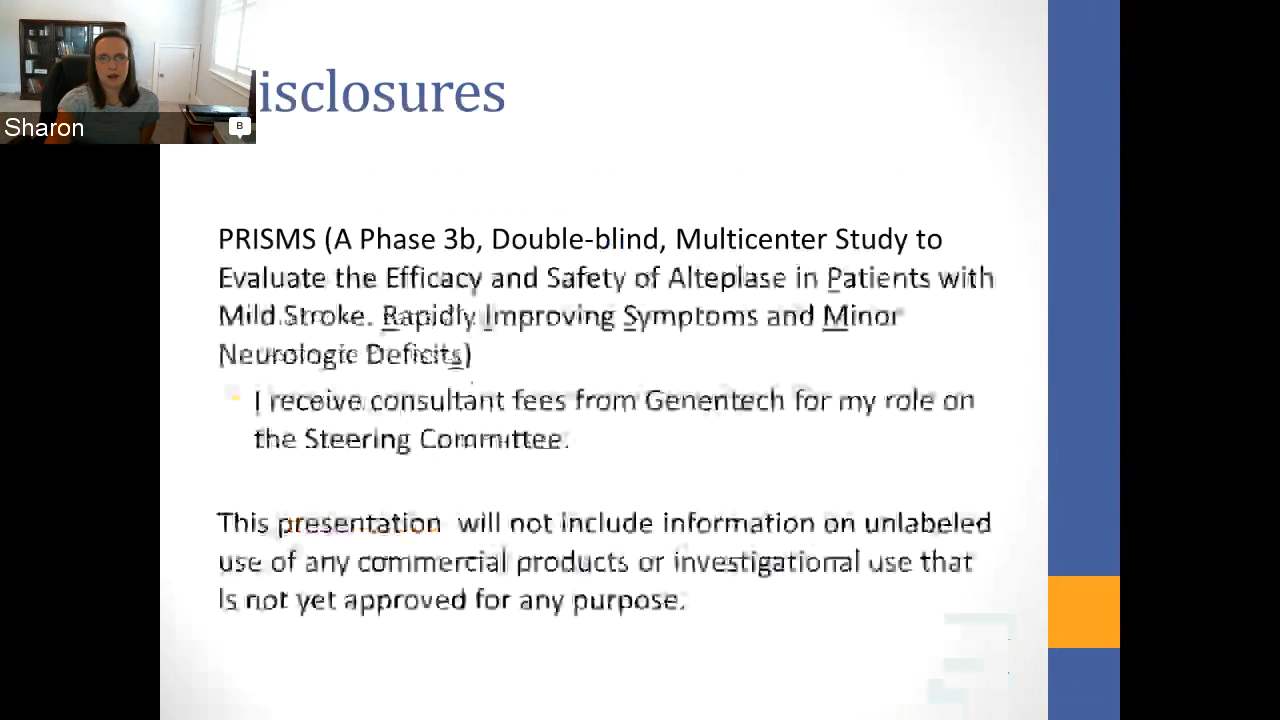 isclosures
Sharon
B
PRISMS (A Phase 3b, Double-blind, Multicenter Study to
Evaluate the Efficacy and Safety of Alteplase in Patients with
Mild Stroke. Rapidly Improving Symptoms and Minor
Neurologic Deficits)
I receive consultant fees from Genentech for my role on
the Steering Committee.
This presentation will not include information on unlabeled
use of any commercial products or investigational use that
is not yet approved for any purpose.